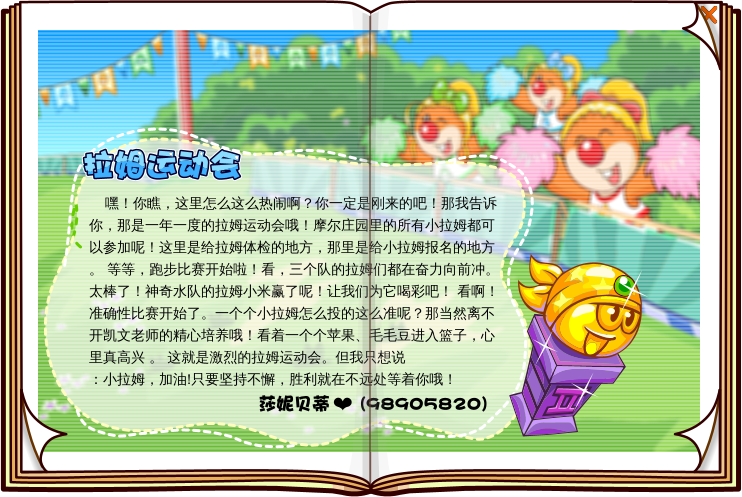 拉姆运动会
嘿！你瞧，这里怎么这么热闹啊？你一定是刚来的吧！那我告诉
你，那是一年一度的拉姆运动会哦！摩尔庄园里的所有小拉姆都可
以参加呢！这里是给拉姆体检的地方，那里是给小拉姆报名的地方
。 等等，跑步比赛开始啦！看，三个队的拉姆们都在奋力向前冲。
太棒了！神奇水队的拉姆小米赢了呢！让我们为它喝彩吧！ 看啊！
准确性比赛开始了。一个个小拉姆怎么投的这么准呢？那当然离不
开凯文老师的精心培养哦！看着一个个苹果、毛毛豆进入篮子，心
里真高兴 。 这就是激烈的拉姆运动会。但我只想说
：小拉姆，加油!只要坚持不懈，胜利就在不远处等着你哦！
莎妮贝蒂❤ (98905820)